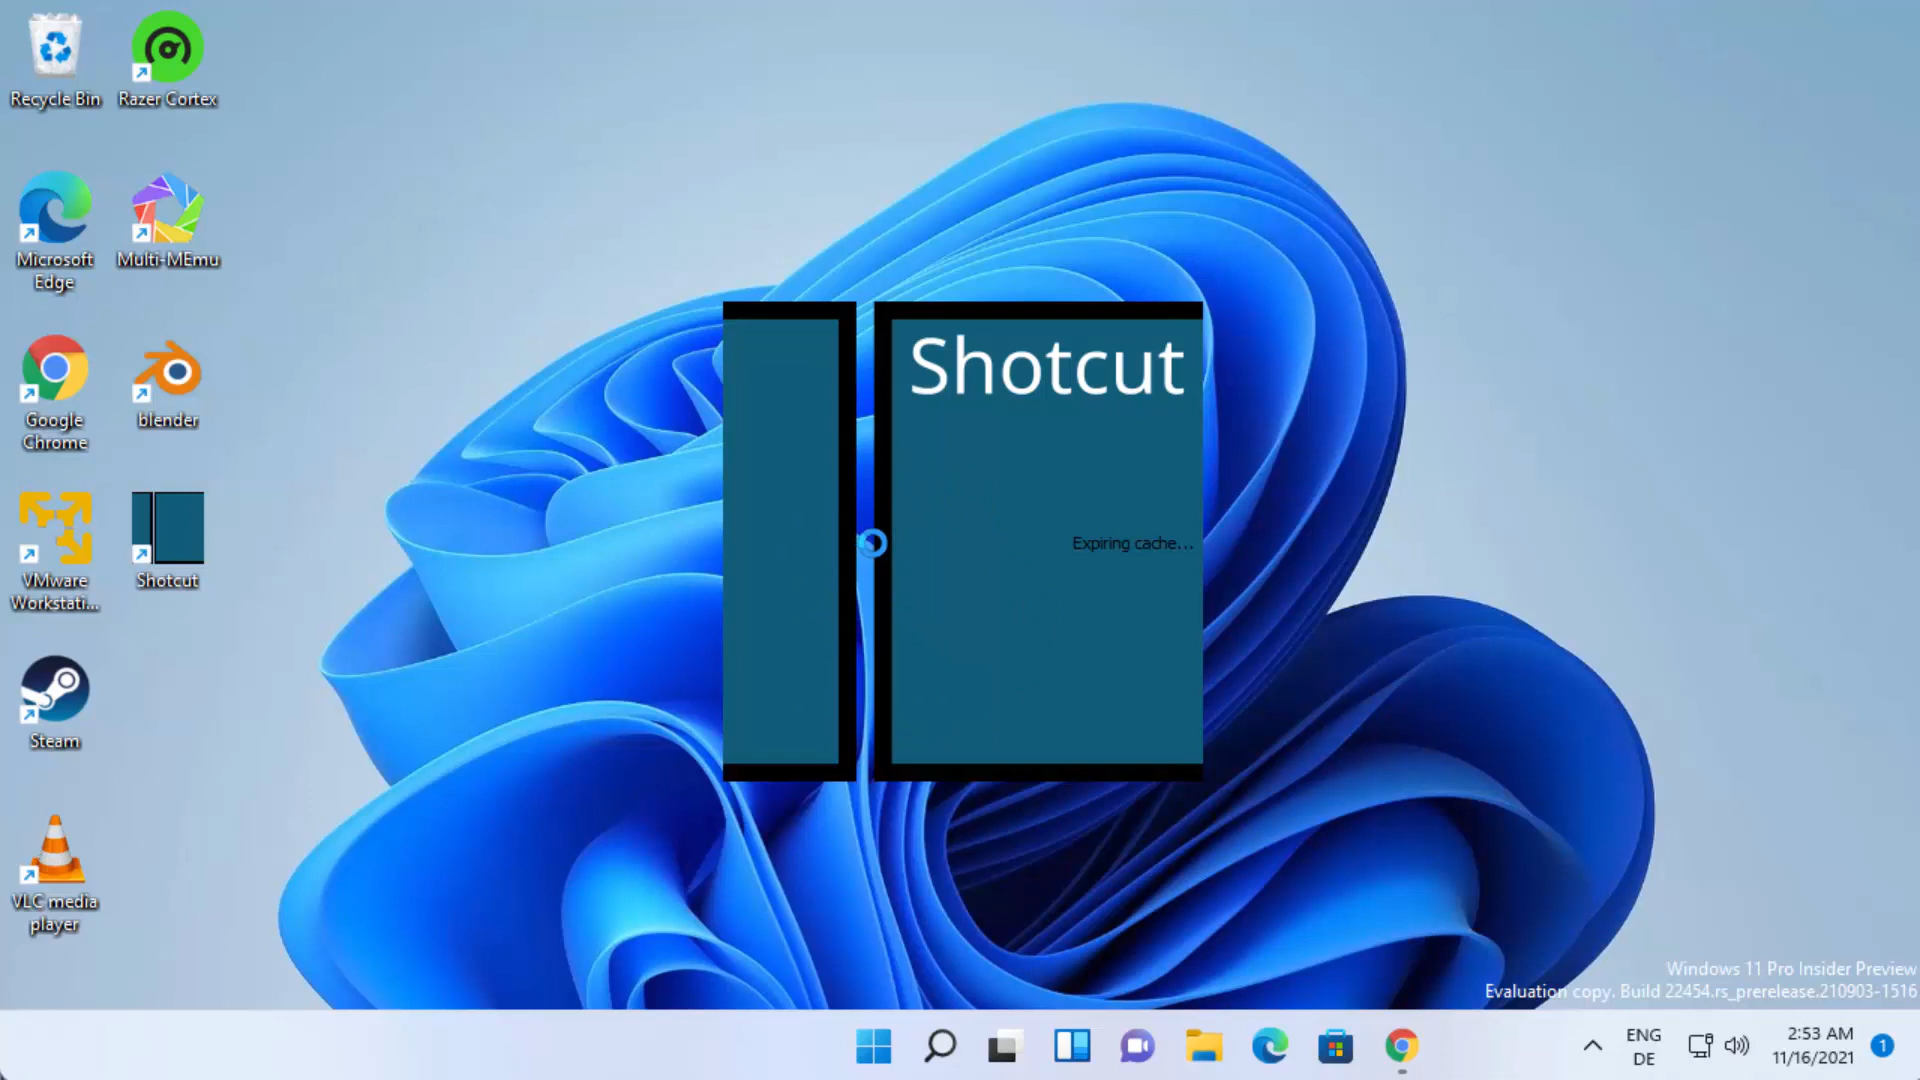 Recycle Bin
Razer Cortex
Microsoft
Edge
Multi-MEmu
Google
Chrome
blender
VMware
Workstati...
Shotcut
Steam
VLC media
player
Shotcut
Expiring cache...
Windows 11 Pro Insider Preview
Evaluation copy. Build 22454.rs_prerelease.210903-1516
ENG
DE
2:53 AM
11/16/2021
1